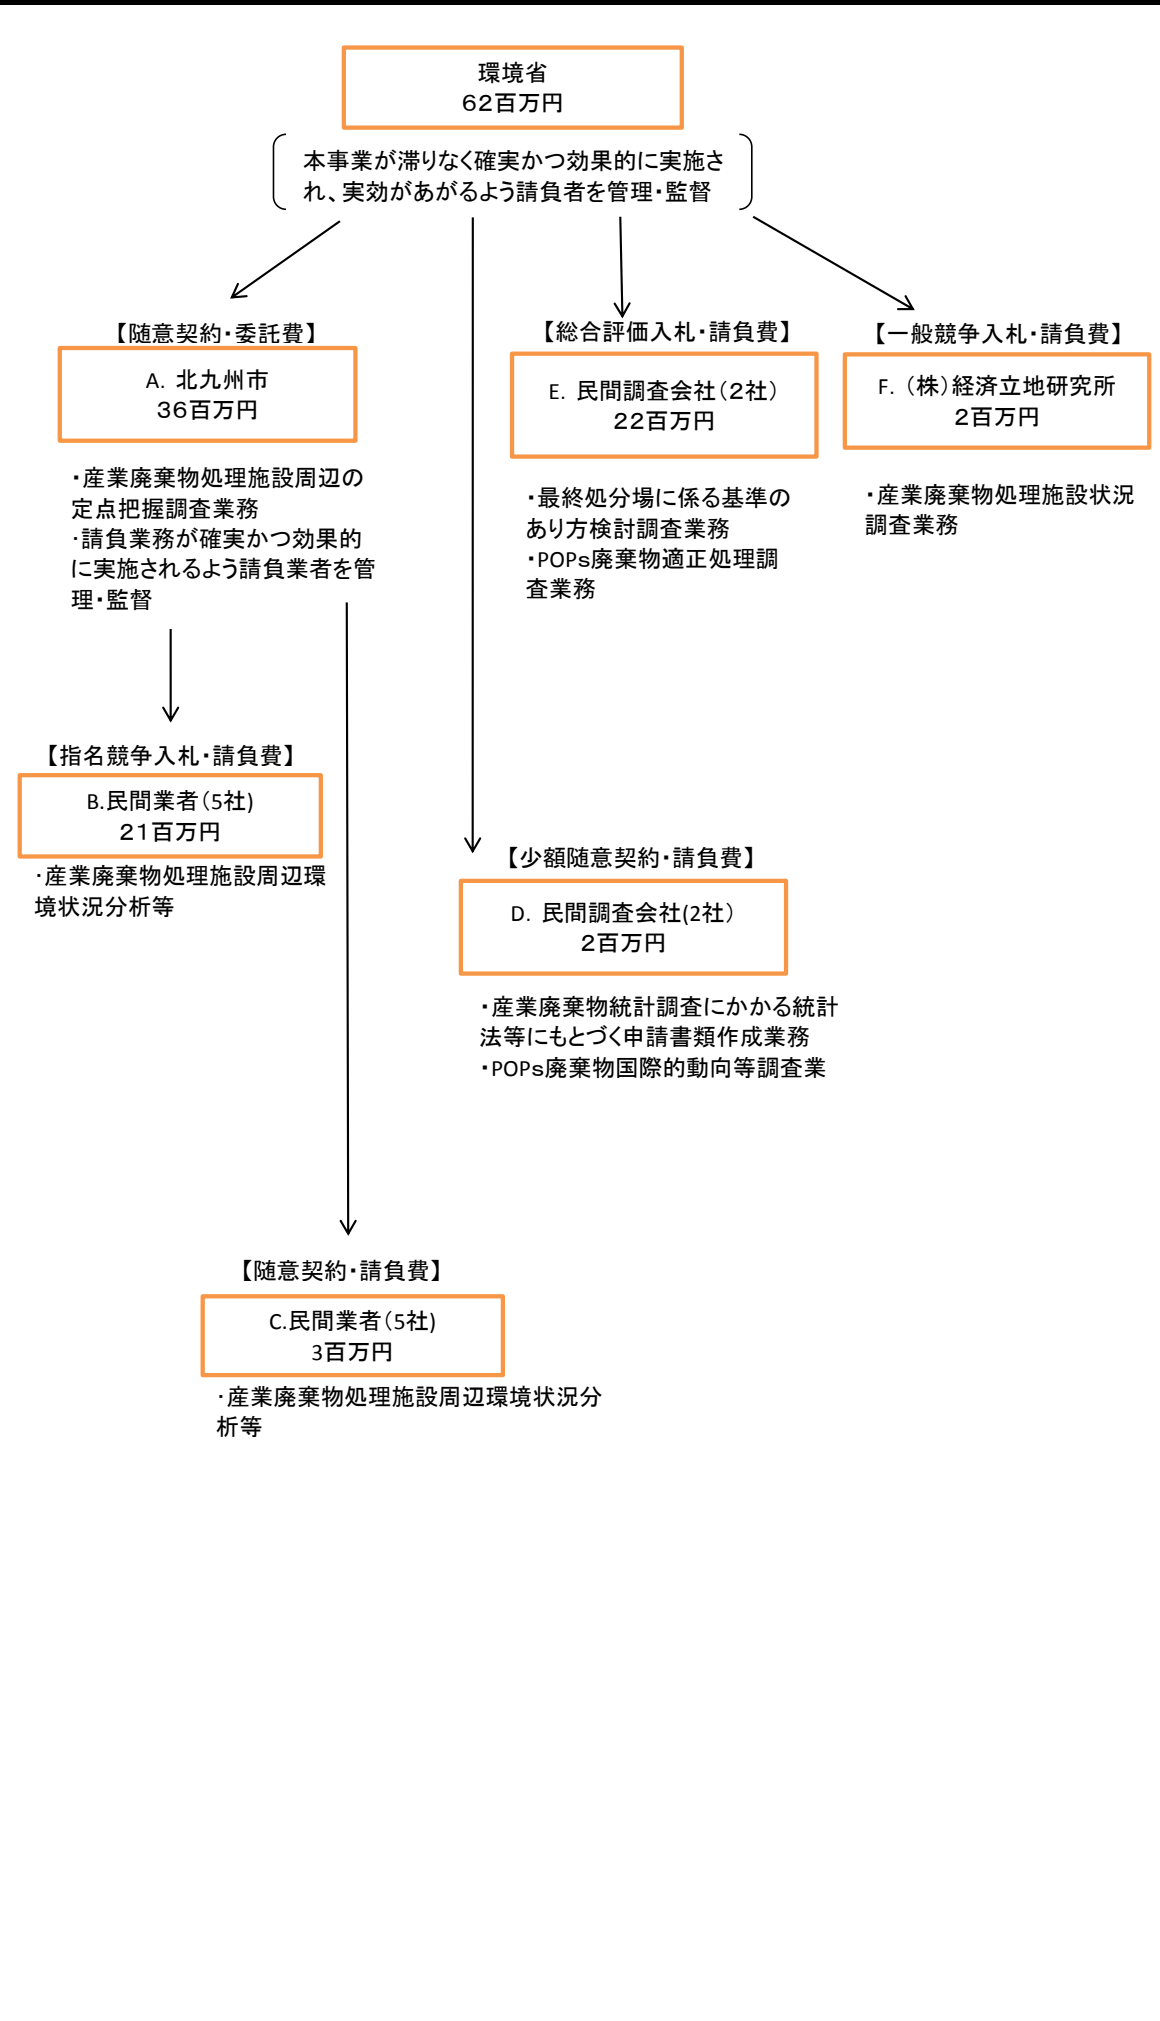 環境省
62百万円
本事業が滞りなく確実かつ効果的に実施さ
れ、実効があがるよう請負者を管理・監督
【随意契約・委託費】
A. 北九州市
36百万円
・産業廃棄物処理施設周辺の
定点把握調査業務
・請負業務が確実かつ効果的
に実施されるよう請負業者を管
理・監督
【総合評価入札・請負費】
E. 民間調査会社（2社）
22百万円
・最終処分場に係る基準の
あり方検討調査業務
・POPs廃棄物適正処理調
査業務
【一般競争入札・請負費】
F. （株）経済立地研究所
2百万円
・産業廃棄物処理施設状況
調査業務
【指名競争入札・請負費】
B.民間業者（5社)
21百万円
・産業廃棄物処理施設周辺環
境状況分析等
【少額随意契約・請負費】
D. 民間調査会社(2社）
2百万円
・産業廃棄物統計調査にかかる統計
法等にもとづく申請書類作成業務
・POPs廃棄物国際的動向等調査業
【随意契約・請負費】
C.民間業者（5社)
3百万円
・産業廃棄物処理施設周辺環境状況分
析等